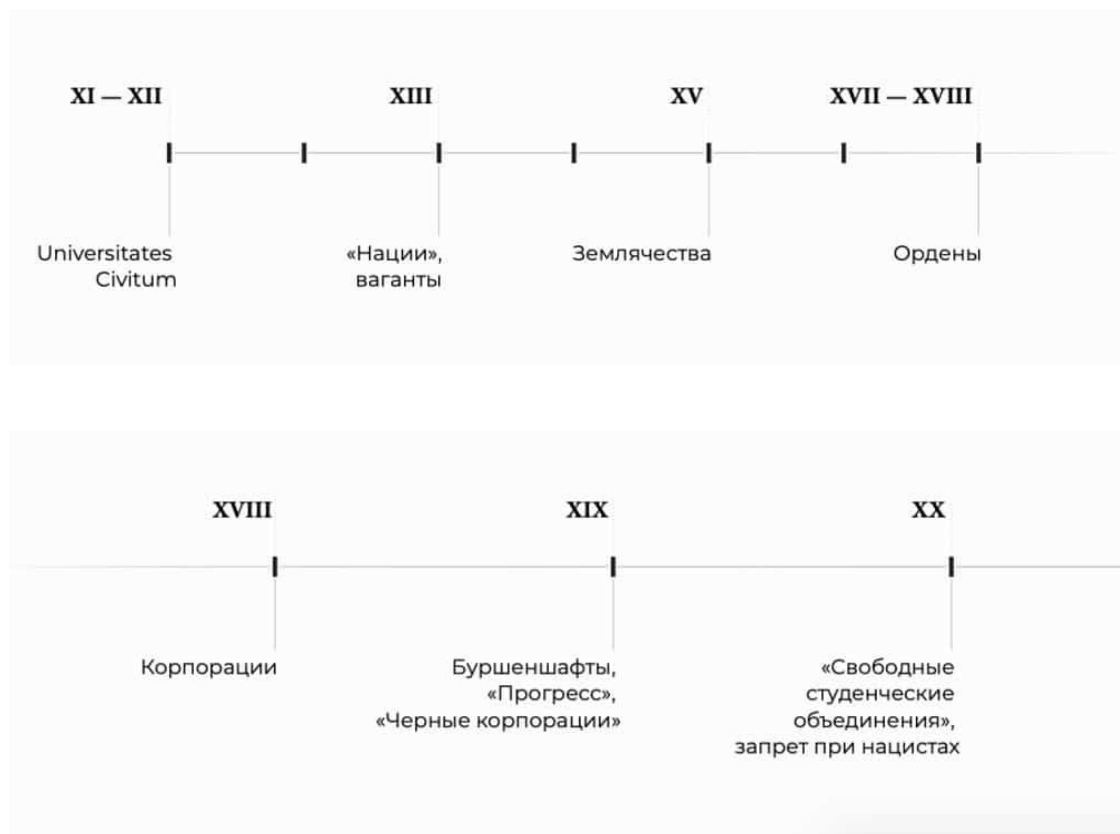 XI — XII
XIII
XV
XVII — XVIII
Universitates
Civitum
«Нации»,
ваганты
Землячества
Ордены
XVIII
XIX
XX
Корпорации
Буршеншафты,
«Прогресс»,
«Черные корпорации»
«Свободные
студенческие
объединения»,
запрет при нацистах